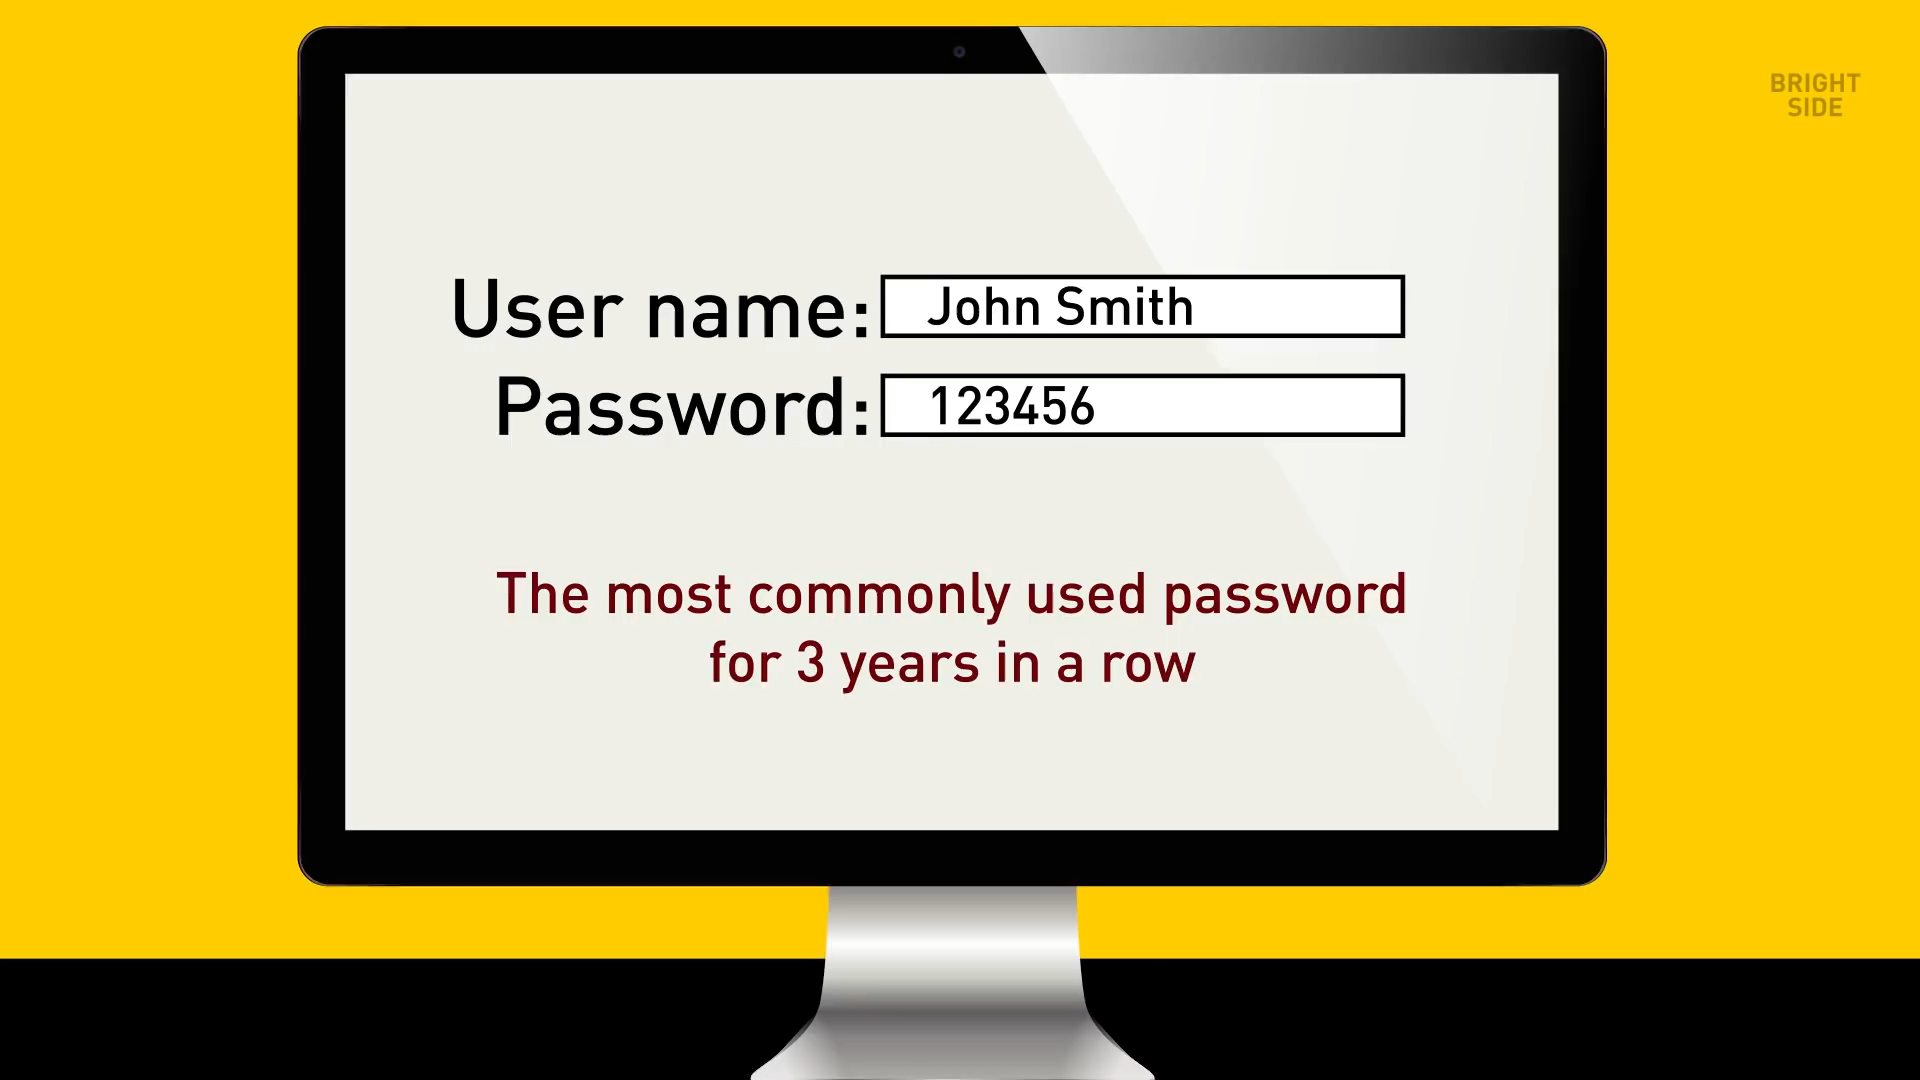 BRIGHT
SIDE
User name: John Smith
Password: 123456
The most commonly used password
for 3 years in a row